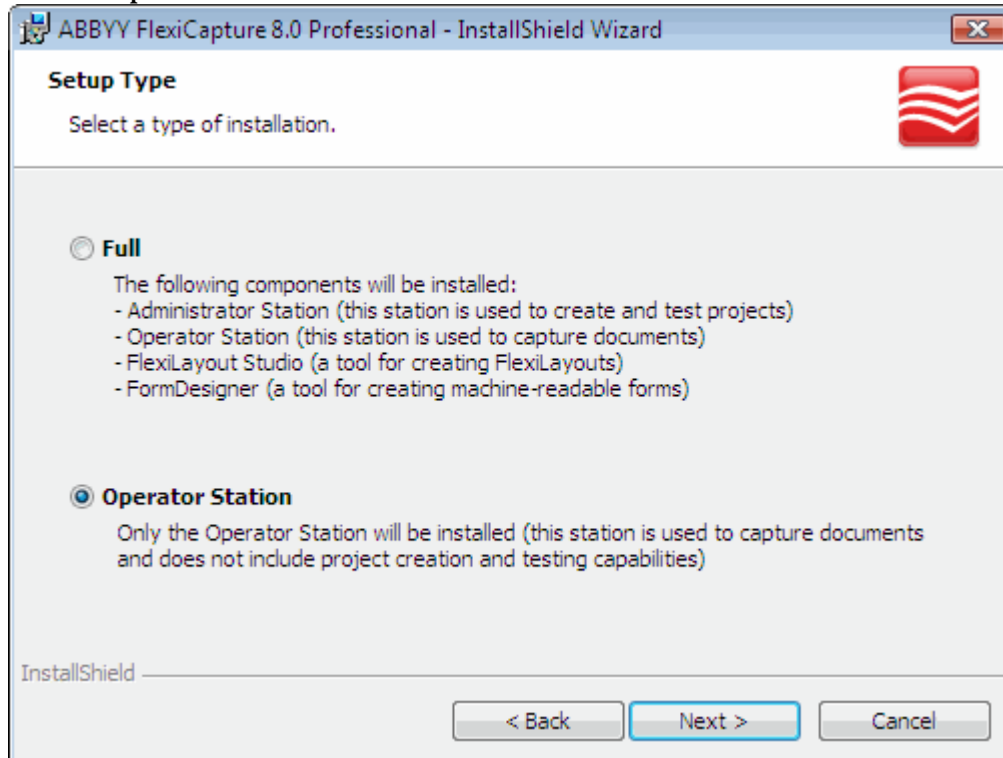 ABBYY FlexiCapture 8.0 Professional - InstallShield Wizard
Setup Type
Select a type of installation.
Full
The following components will be installed:
- Administrator Station (this station is used to create and test projects)
- Operator Station (this station is used to capture documents)
- FlexiLayout Studio (a tool for creating FlexiLayouts)
- FormDesigner (a tool for creating machine-readable forms)
Operator Station
Only the Operator Station will be installed (this station is used to capture documents
and does not include project creation and testing capabilities)
InstallShield
< Back
Next >
Cancel